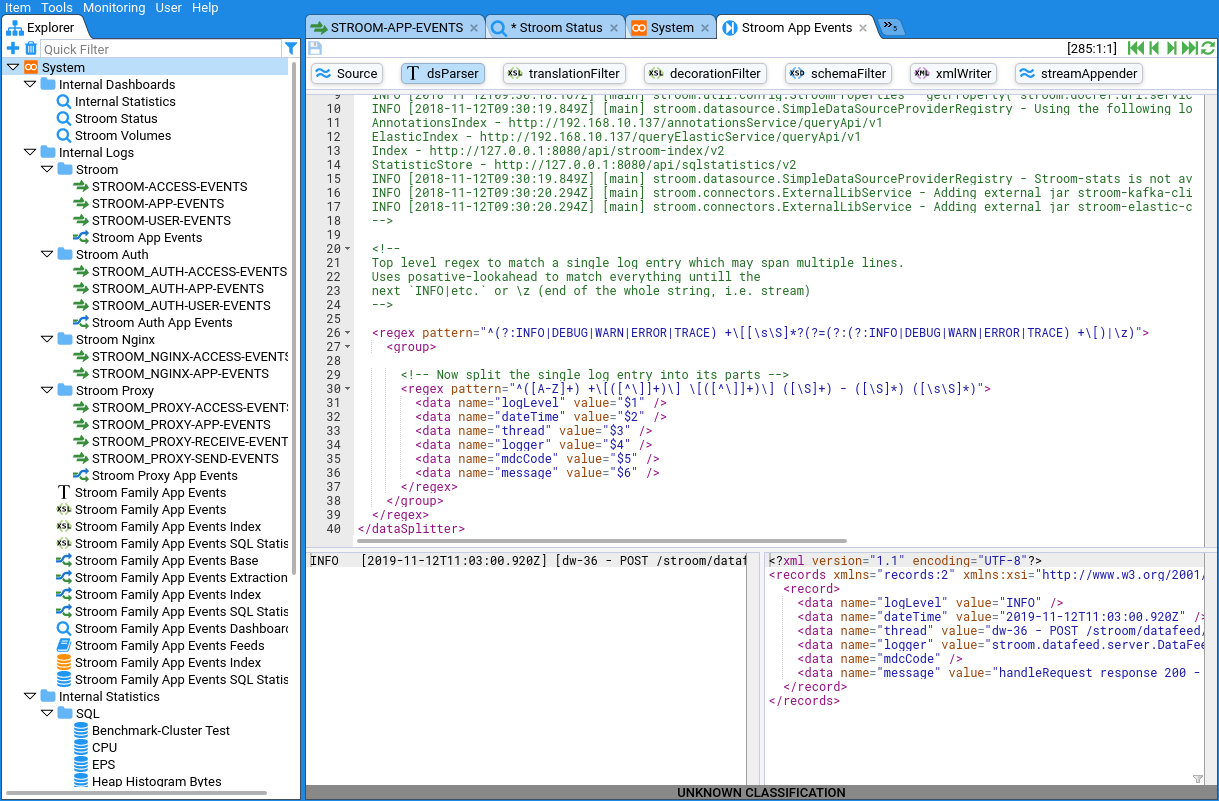 Item Tools Monitoring User Help
Explorer
Quick Filter
System
Internal Dashboards
Internal Statistics
Stroom Status
Stroom Volumes
Internal Logs
Stroom
STROOM-ACCESS-EVENTS
STROOM-APP-EVENTS
STROOM-USER-EVENTS
Stroom App Events
Stroom Auth
STROOM_AUTH-ACCESS-EVENTS
STROOM_AUTH-APP-EVENTS
STROOM_AUTH-USER-EVENTS
Stroom Auth App Events
Stroom Nginx
STROOM_NGINX-ACCESS-EVENTS
STROOM_NGINX-APP-EVENTS
Stroom Proxy
STROOM_PROXY-ACCESS-EVENT
STROOM_PROXY-APP-EVENTS
STROOM_PROXY-RECEIVE-EVENT
STROOM_PROXY-SEND-EVENTS
Stroom Proxy App Events
Stroom Family App Events
Stroom Family App Events
Stroom Family App Events Index
Stroom Family App Events SQL Statis
Stroom Family App Events Base
Stroom Family App Events Extraction
Stroom Family App Events Index
Stroom Family App Events SQL Statis
Stroom Family App Events Dashboar
Stroom Family App Events Feeds
Stroom Family App Events Index
Stroom Family App Events SQL Statis
Internal Statistics
SQL
Benchmark-Cluster Test
CPU
EPS
Heap Histogram Bytes
STROOM-APP-EVENTS × * Stroom Status × System × Stroom App Events × »5
[285:1:1]
Source T dsParser XSL translationFilter XSL decorationFilter XSD schemaFilter XML xmlWriter streamAppender
10 INFO [2018-11-12T09:30:19.849Z] [main] stroom.datasource.SimpleDataSourceProviderRegistry - Using the following lo
11 AnnotationsIndex - http://192.168.10.137/annotationsService/queryApi/v1
12 ElasticIndex - http://192.168.10.137/queryElasticService/queryApi/v1
13 Index - http://127.0.0.1:8080/api/stroom-index/v2
14 StatisticStore - http://127.0.0.1:8080/api/sqlstatistics/v2
15 INFO [2018-11-12T09:30:19.849Z] [main] stroom.datasource.SimpleDataSourceProviderRegistry - Stroom-stats is not av
16 INFO [2018-11-12T09:30:20.294Z] [main] stroom.connectors.ExternalLibService - Adding external jar stroom-kafka-cli
17 INFO [2018-11-12T09:30:20.294Z] [main] stroom.connectors.ExternalLibService - Adding external jar stroom-elastic-c
18 -->
19
20 <!--
21 Top level regex to match a single log entry which may span multiple lines.
22 Uses posative-lookahead to match everything untill the
23 next `INFO|etc.` or \z (end of the whole string, i.e. stream)
24 -->
25
26 <regex pattern="^(?:INFO|DEBUG|WARN|ERROR|TRACE) +\[[\s\S]*?(?=(?:(?:INFO|DEBUG|WARN|ERROR|TRACE) +\[)|\z)">
27 <group>
28
29 <!-- Now split the single log entry into its parts -->
30 <regex pattern="^([A-Z]+) +\[([^\]]+)\] \[([^\]]+)\] ([\S]+) - ([\S]*) ([\s\S]*)">
31 <data name="logLevel" value="$1" />
32 <data name="dateTime" value="$2" />
33 <data name="thread" value="$3" />
34 <data name="logger" value="$4" />
35 <data name="mdcCode" value="$5" />
36 <data name="message" value="$6" />
37 </regex>
38 </group>
39 </regex>
40 </dataSplitter>
INFO [2019-11-12T11:03:00.920Z] [dw-36 - POST /stroom/dataf
<?xml version="1.1" encoding="UTF-8"?>
<records xmlns="records:2" xmlns:xsi="http://www.w3.org/2001/
<record>
<data name="logLevel" value="INFO" />
<data name="dateTime" value="2019-11-12T11:03:00.920Z" />
<data name="thread" value="dw-36 - POST /stroom/datafeed/
<data name="logger" value="stroom.datafeed.server.DataFee
<data name="mdcCode" />
<data name="message" value="handleRequest response 200 -
</record>
</records>
UNKNOWN CLASSIFICATION